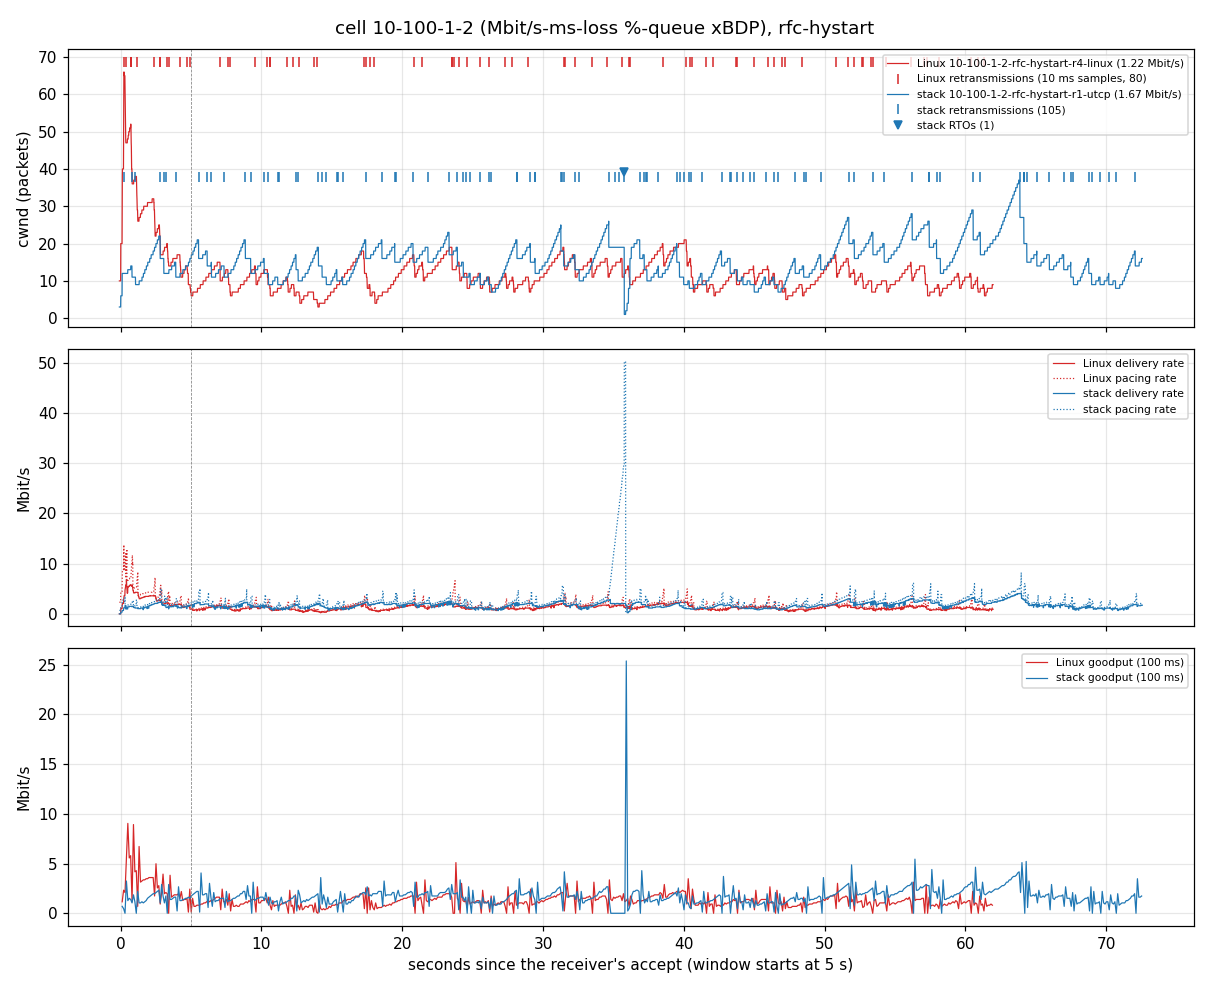 cell 10-100-1-2 (Mbit/s-ms-loss %-queue xBDP), rfc-hystart
cwnd (packets)
70
60
50
40
30
20
10
0
Linux 10-100-1-2-rfc-hystart-r4-linux (1.22 Mbit/s)
Linux retransmissions (10 ms samples, 80)
stack 10-100-1-2-rfc-hystart-r1-utcp (1.67 Mbit/s)
stack retransmissions (105)
stack RTOs (1)
Mbit/s
50
40
30
20
10
0
Linux delivery rate
Linux pacing rate
stack delivery rate
stack pacing rate
Mbit/s
25
20
15
10
5
0
Linux goodput (100 ms)
stack goodput (100 ms)
0 10 20 30 40 50 60 70
seconds since the receiver's accept (window starts at 5 s)